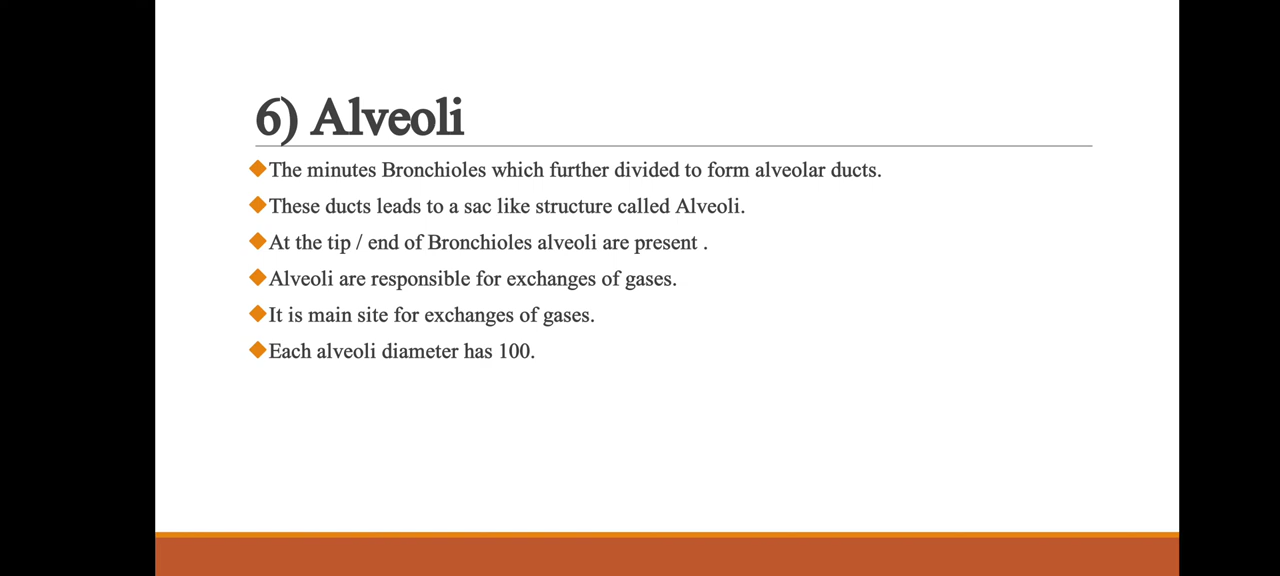 6) Alveoli
The minutes Bronchioles which further divided to form alveolar ducts.
These ducts leads to a sac like structure called Alveoli.
At the tip / end of Bronchioles alveoli are present .
Alveoli are responsible for exchanges of gases.
It is main site for exchanges of gases.
Each alveoli diameter has 100.